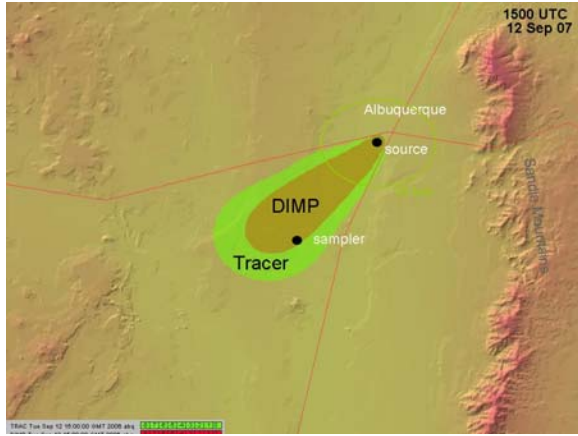 1500 UTC
12 Sep 07
Albuquerque
source
DIMP
sampler
Tracer
Sandia Mountains